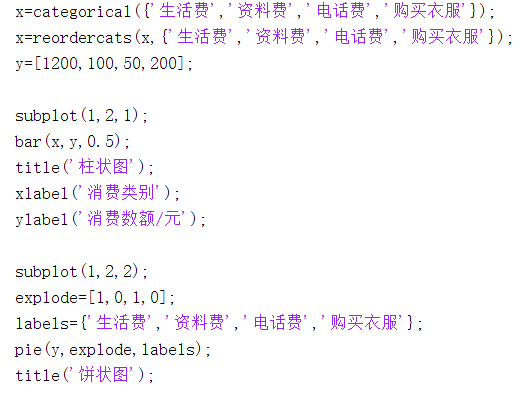 x=categorical({'生活费','资料费','电话费','购买衣服'});
x=reordercats(x,{'生活费','资料费','电话费','购买衣服'});
y=[1200,100,50,200];
subplot(1,2,1);
bar(x,y,0.5);
title('柱状图');
xlabel('消费类别');
ylabel('消费数额/元');
subplot(1,2,2);
explode=[1,0,1,0];
labels={'生活费','资料费','电话费','购买衣服'};
pie(y,explode,labels);
title('饼状图');